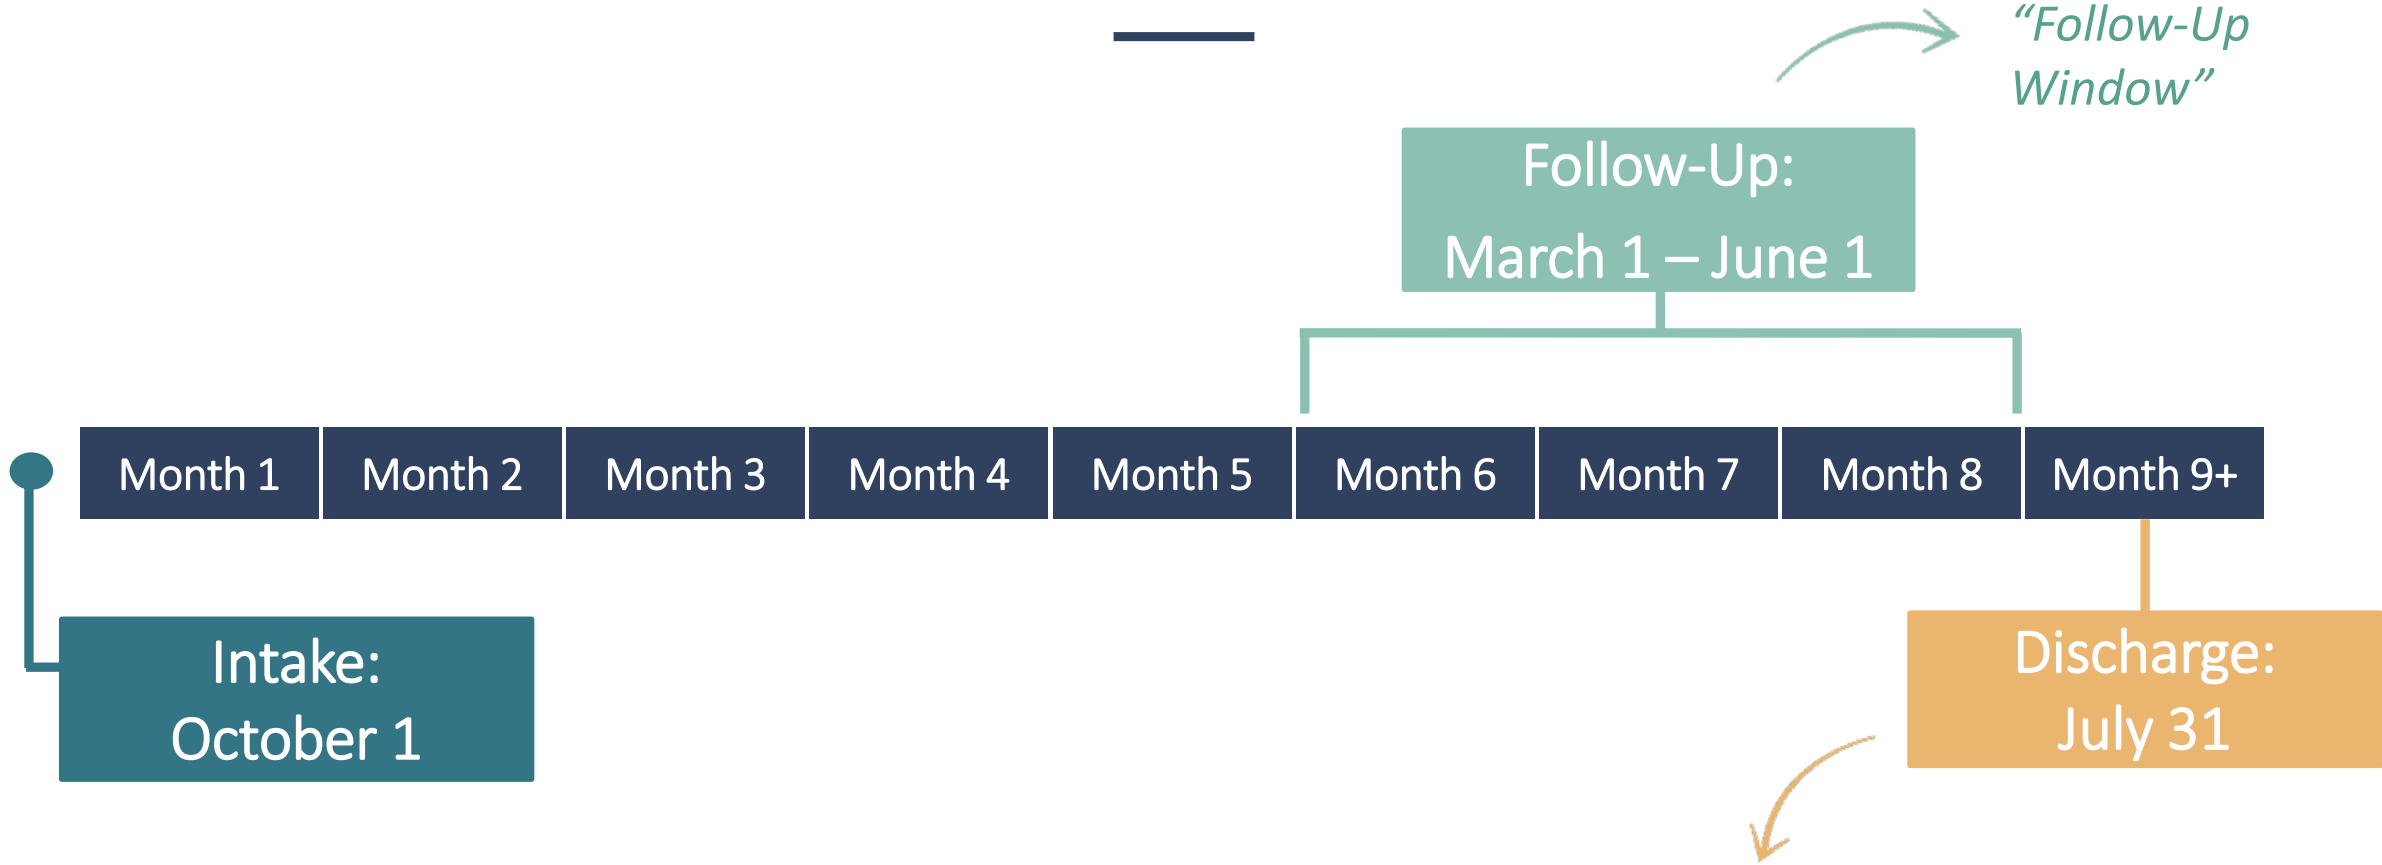 “Follow-Up
Window”
Follow-Up:
March 1 – June 1
Month 1
Month 2
Month 3
Month 4
Month 5
Month 6
Month 7
Month 8
Month 9+
Intake:
October 1
Discharge:
July 31